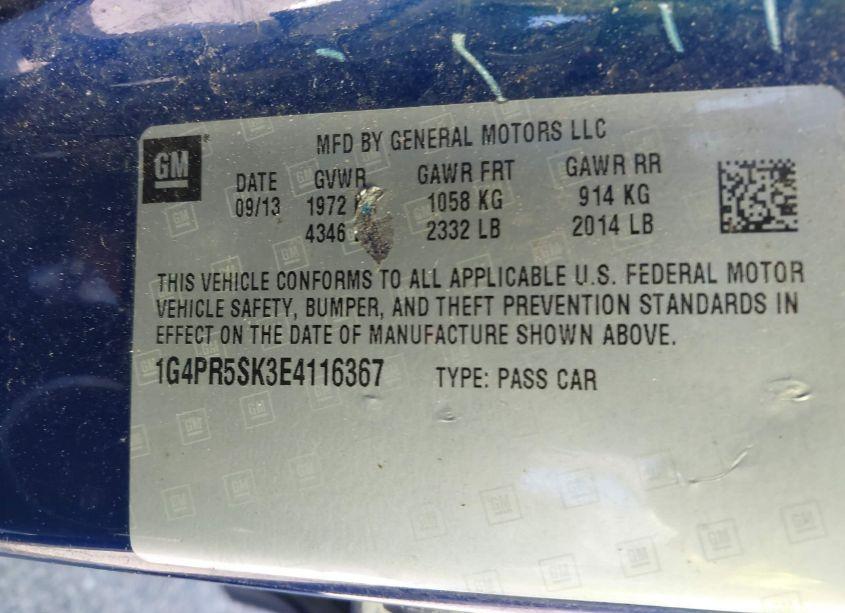 GM
MFD BY GENERAL MOTORS LLC
DATE GVWR GAWR FRT GAWR RR
09/13 1972 1058 KG 914 KG
4346 2332 LB 2014 LB
THIS VEHICLE CONFORMS TO ALL APPLICABLE U.S. FEDERAL MOTOR
VEHICLE SAFETY, BUMPER, AND THEFT PREVENTION STANDARDS IN
EFFECT ON THE DATE OF MANUFACTURE SHOWN ABOVE.
1G4PR5SK3E4116367 TYPE: PASS CAR